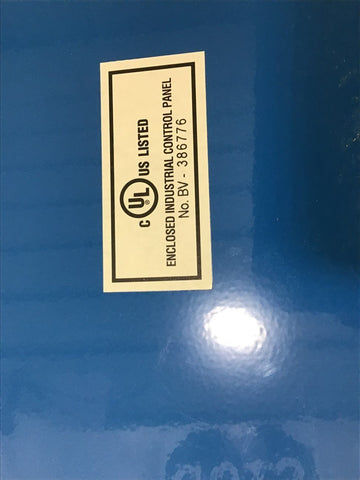 C UL US LISTED
ENCLOSED INDUSTRIAL CONTROL PANEL
No. BV - 386776